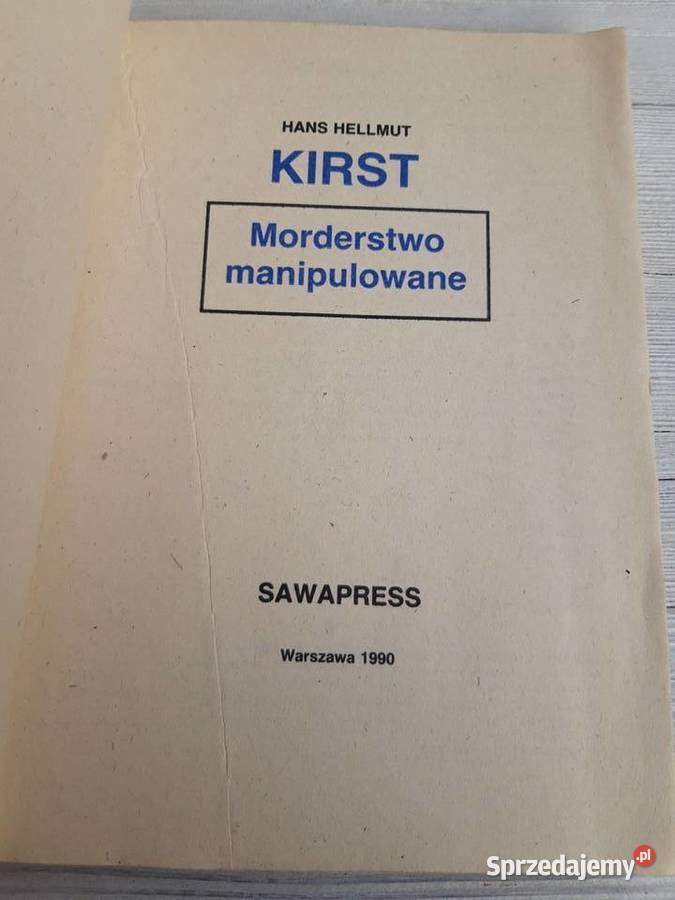 HANS HELLMUT
KIRST
Morderstwo
manipulowane
SAWAPRESS
Warszawa 1990
Sprzedajemy.pl